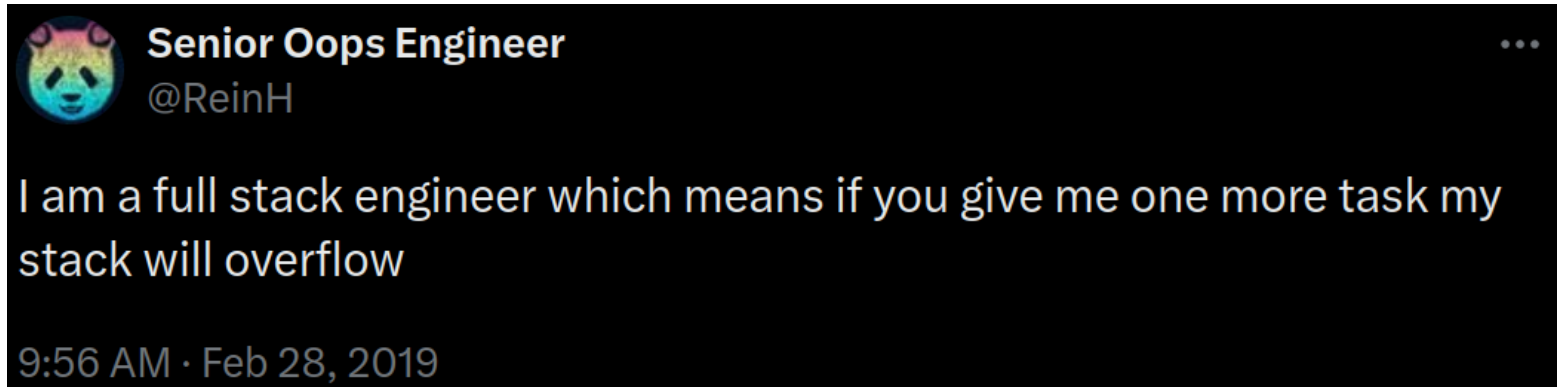 Senior Oops Engineer
@ReinH
I am a full stack engineer which means if you give me one more task my
stack will overflow
9:56 AM · Feb 28, 2019